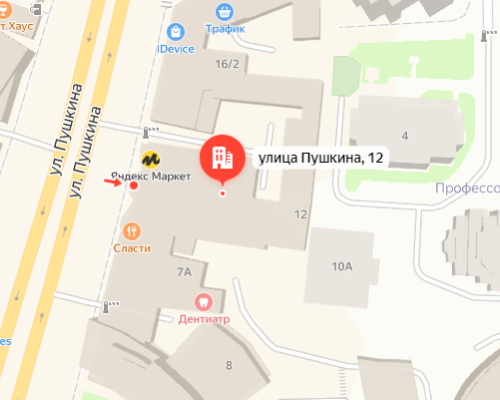 т.Хаус
Трафик
IDevice
16/2
ул. Пушкина
ул. Пушкина
4
улица Пушкина, 12
Яндекс Маркет
Професс
12
Сласти
10А
7А
Дентиатр
es
8